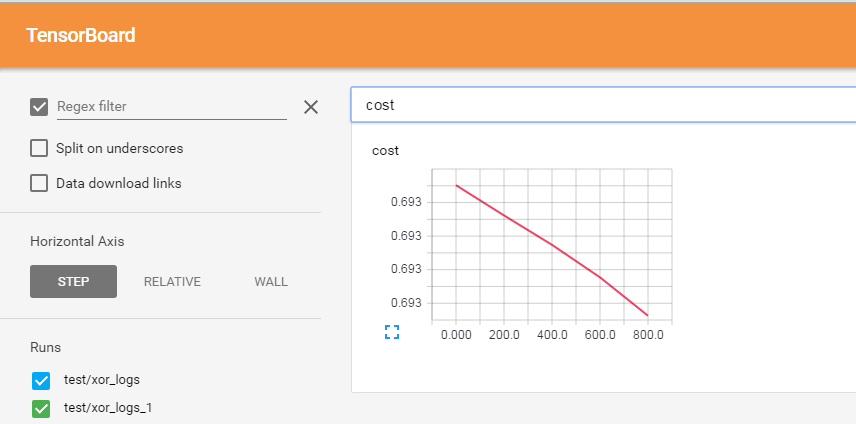 TensorBoard
Regex filter
Split on underscores
Data download links
Horizontal Axis
STEP RELATIVE WALL
Runs
test/xor_logs
test/xor_logs_1
cost
cost
0.693
0.693
0.693
0.693
0.000 200.0 400.0 600.0 800.0